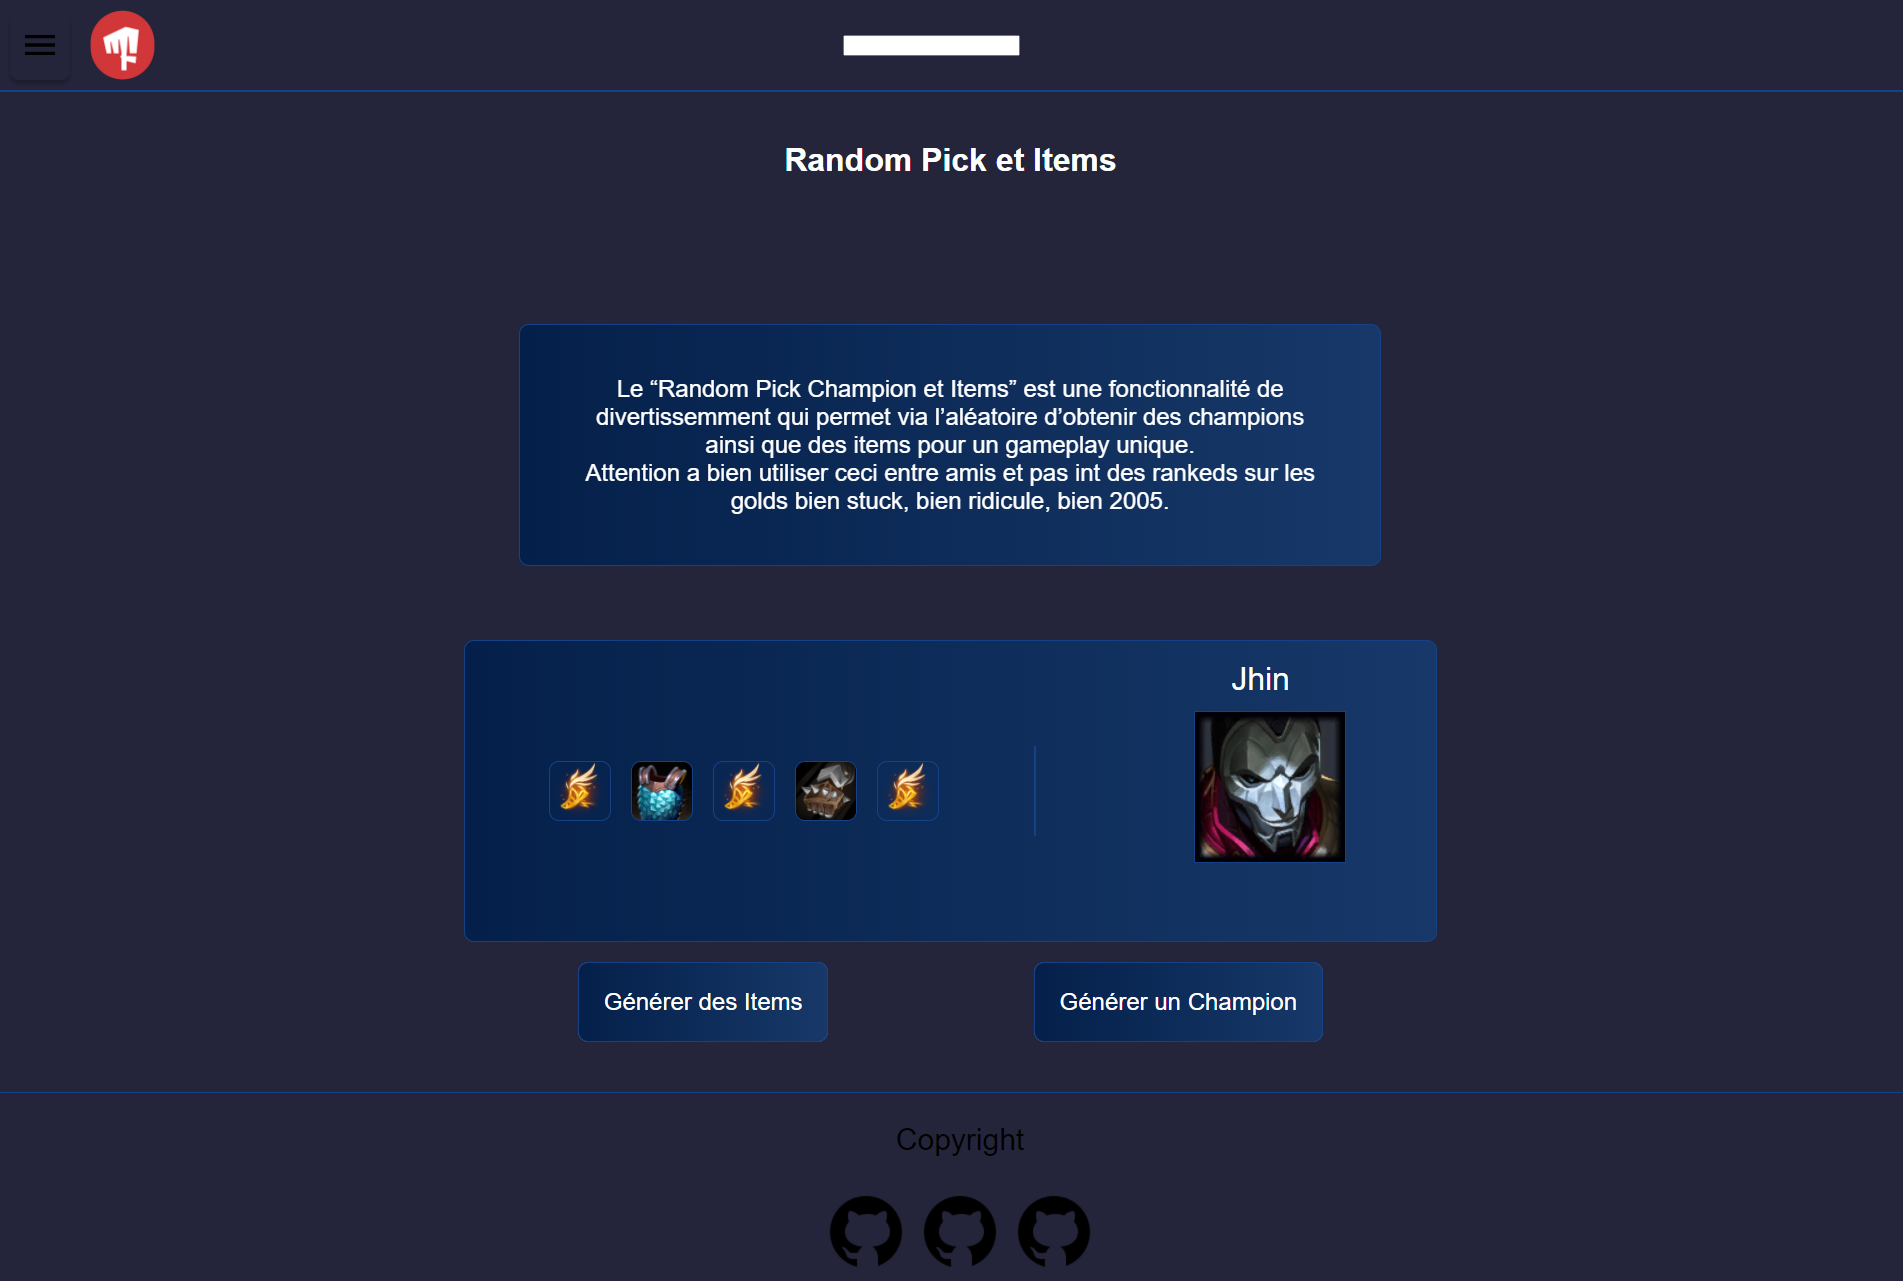 Random Pick et Items
Le “Random Pick Champion et Items” est une fonctionnalité de
divertissemment qui permet via l’aléatoire d’obtenir des champions
ainsi que des items pour un gameplay unique.
Attention a bien utiliser ceci entre amis et pas int des rankeds sur les
golds bien stuck, bien ridicule, bien 2005.
Jhin
Générer des Items
Générer un Champion
Copyright